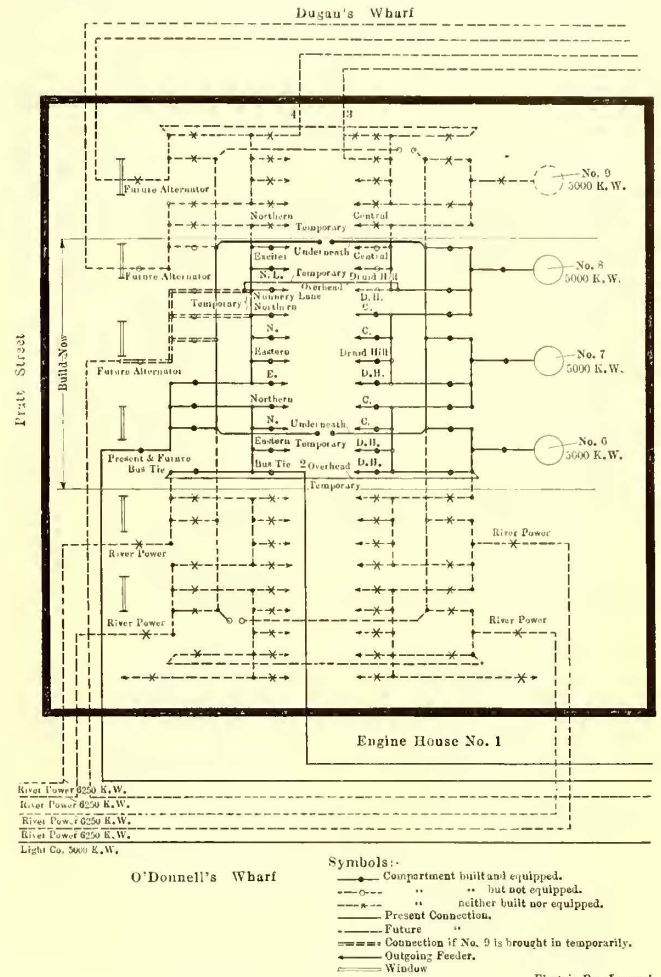 Dugan's Wharf
4 3
Future Alternator
No. 9
5000 K.W.
Northern Central
Temporary
Exciter Underneath Central
N.L. Temporary Druid Hill
Future Alternator
No. 8
5000 K.W.
Overhead
Nunnery Lane D.H.
Temporary Northern C.
N. C.
Eastern Druid Hill
Future Alternator
No. 7
5000 K.W.
E. D.H.
Northern C.
N. Underneath C.
Eastern Temporary D.H.
Present & Future
Bus Tie
Bus Tie 2 Overhead D.H.
Temporary
No. 6
5000 K.W.
Pratt Street
Build-Now
River Power
River Power
River Power
River Power
Engine House No. 1
River Power 6250 K.W.
River Power 6250 K.W.
River Power 6250 K.W.
River Power 6250 K.W.
Light Co. 5000 K.W.
O'Donnell's Wharf
Symbols:-
Compartment built and equipped.
" " but not equipped.
" neither built nor equipped.
Present Connection.
Future "
Connection if No. 9 is brought in temporarily.
Outgoing Feeder.
Window